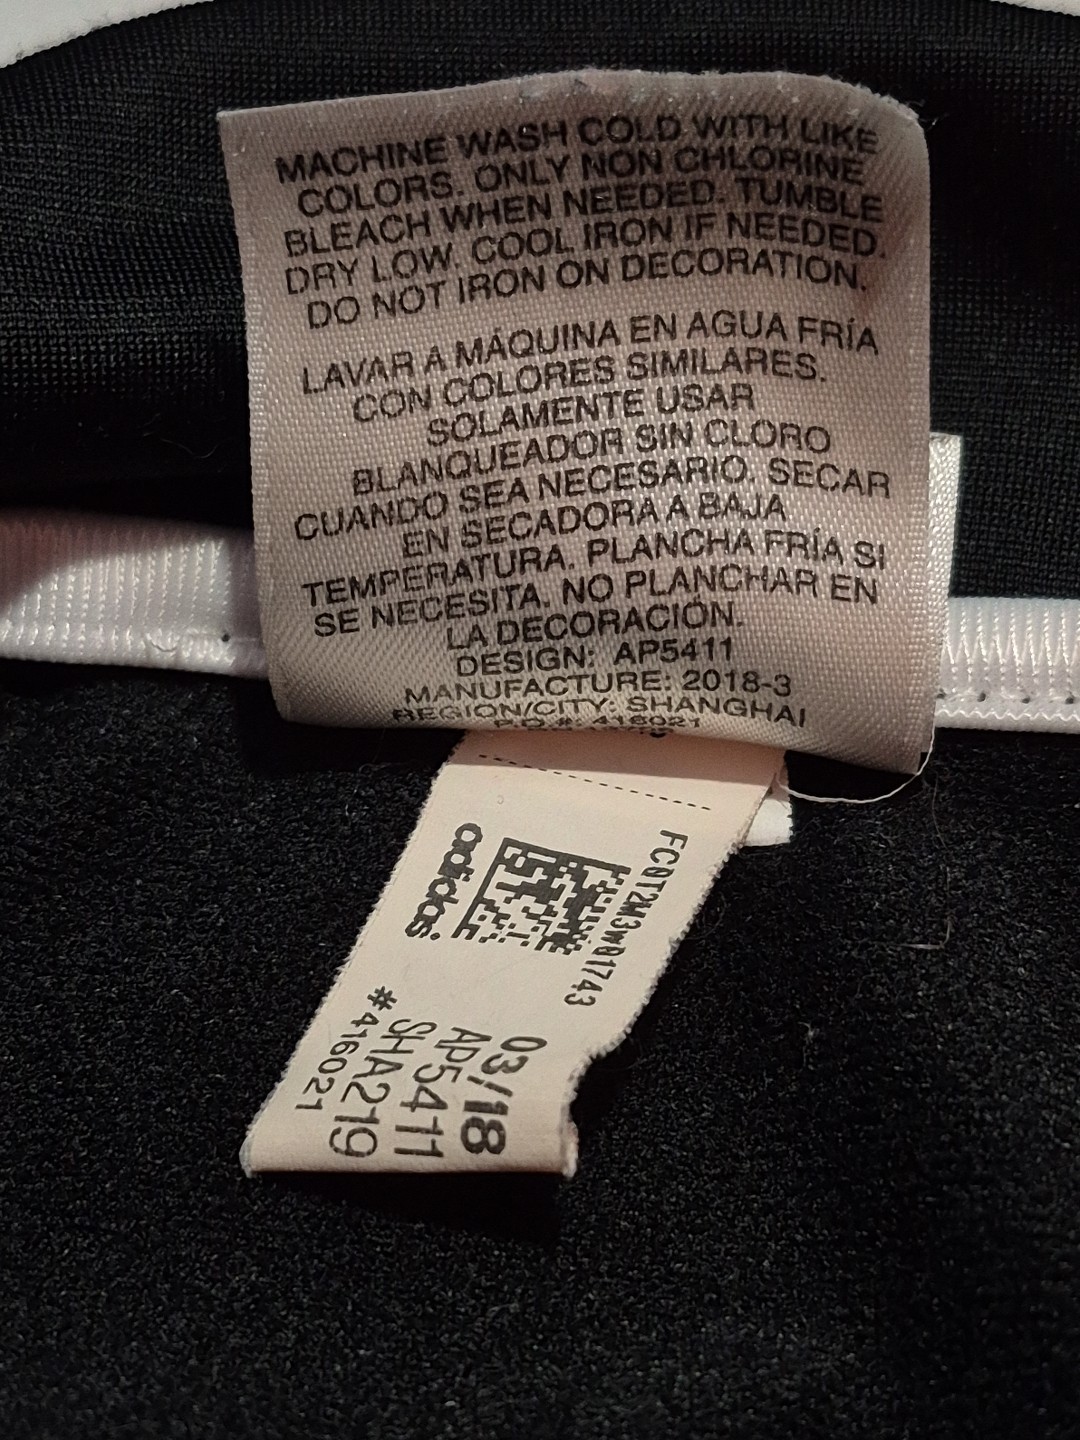 MACHINE WASH COLD WITH LIKE
COLORS. ONLY NON CHLORINE
BLEACH WHEN NEEDED. TUMBLE
DRY LOW. COOL IRON IF NEEDED.
DO NOT IRON ON DECORATION.
LAVAR A MÁQUINA EN AGUA FRÍA
CON COLORES SIMILARES.
SOLAMENTE USAR
BLANQUEADOR SIN CLORO
CUANDO SEA NECESARIO. SECAR
EN SECADORA A BAJA
TEMPERATURA. PLANCHA FRÍA SI
SE NECESITA. NO PLANCHAR EN
LA DECORACIÓN.
DESIGN: AP5411
MANUFACTURE: 2018-3
REGION/CITY: SHANGHAI
P.O #: 416021
FC0T2M3w01743
adidas
03/18
AP5411
SHA219
#416021